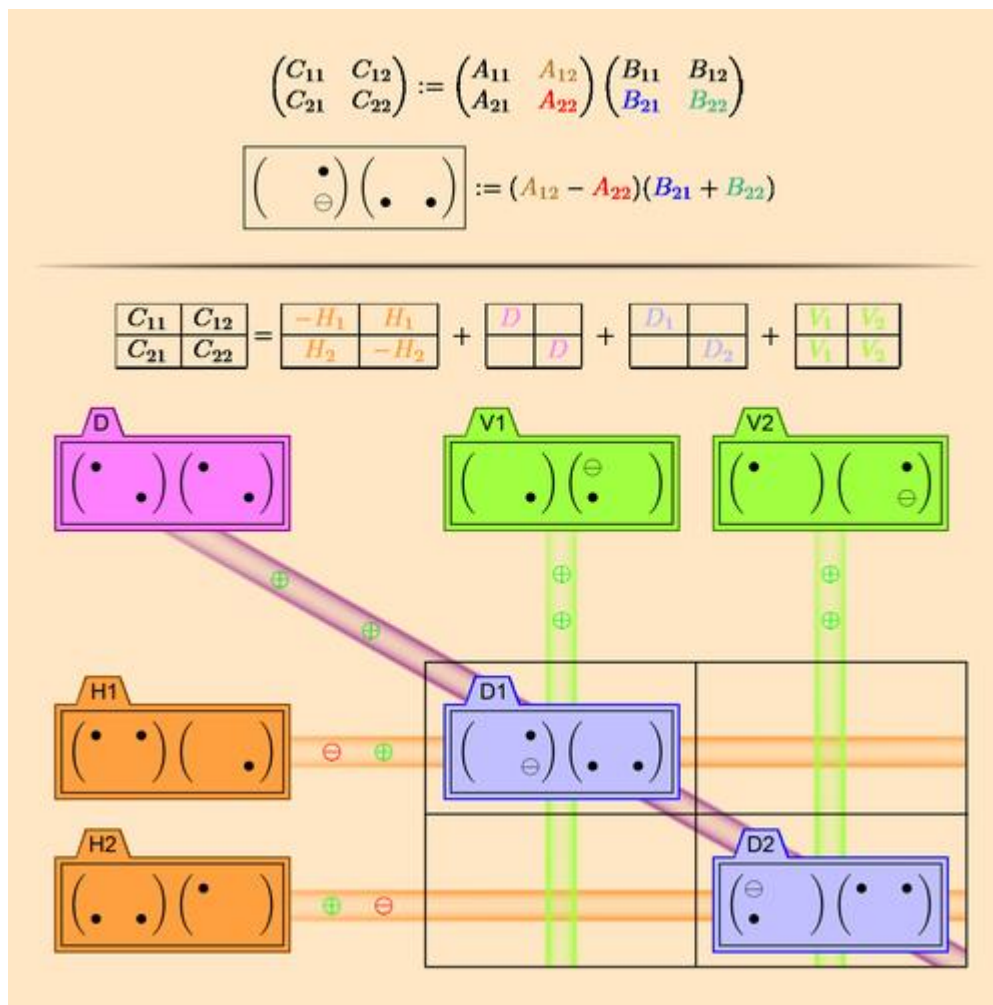 (C₁₁ C₁₂) := (A₁₁ A₁₂) (B₁₁ B₁₂)
(C₂₁ C₂₂) (A₂₁ A₂₂) (B₂₁ B₂₂)
:= (A₁₂ − A₂₂)(B₂₁ + B₂₂)
C₁₁ C₁₂ = −H₁ H₁ + D + D₁ + V₁ V₂
C₂₁ C₂₂ H₂ −H₂ D D₂ V₁ V₂
D V1 V2
H1 D1
H2 D2